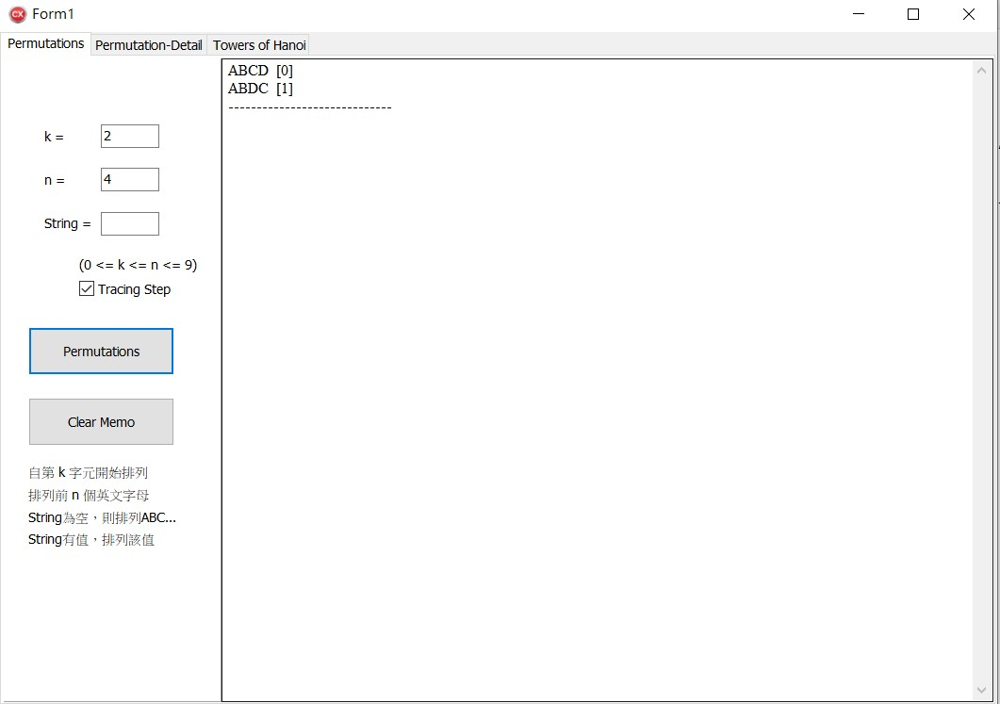 Form1
Permutations Permutation-Detail Towers of Hanoi
k = 2
n = 4
String =
(0 <= k <= n <= 9)
Tracing Step
Permutations
Clear Memo
自第 k 字元開始排列
排列前 n 個英文字母
String為空，則排列ABC...
String有值，排列該值
ABCD [0]
ABDC [1]
-----------------------------